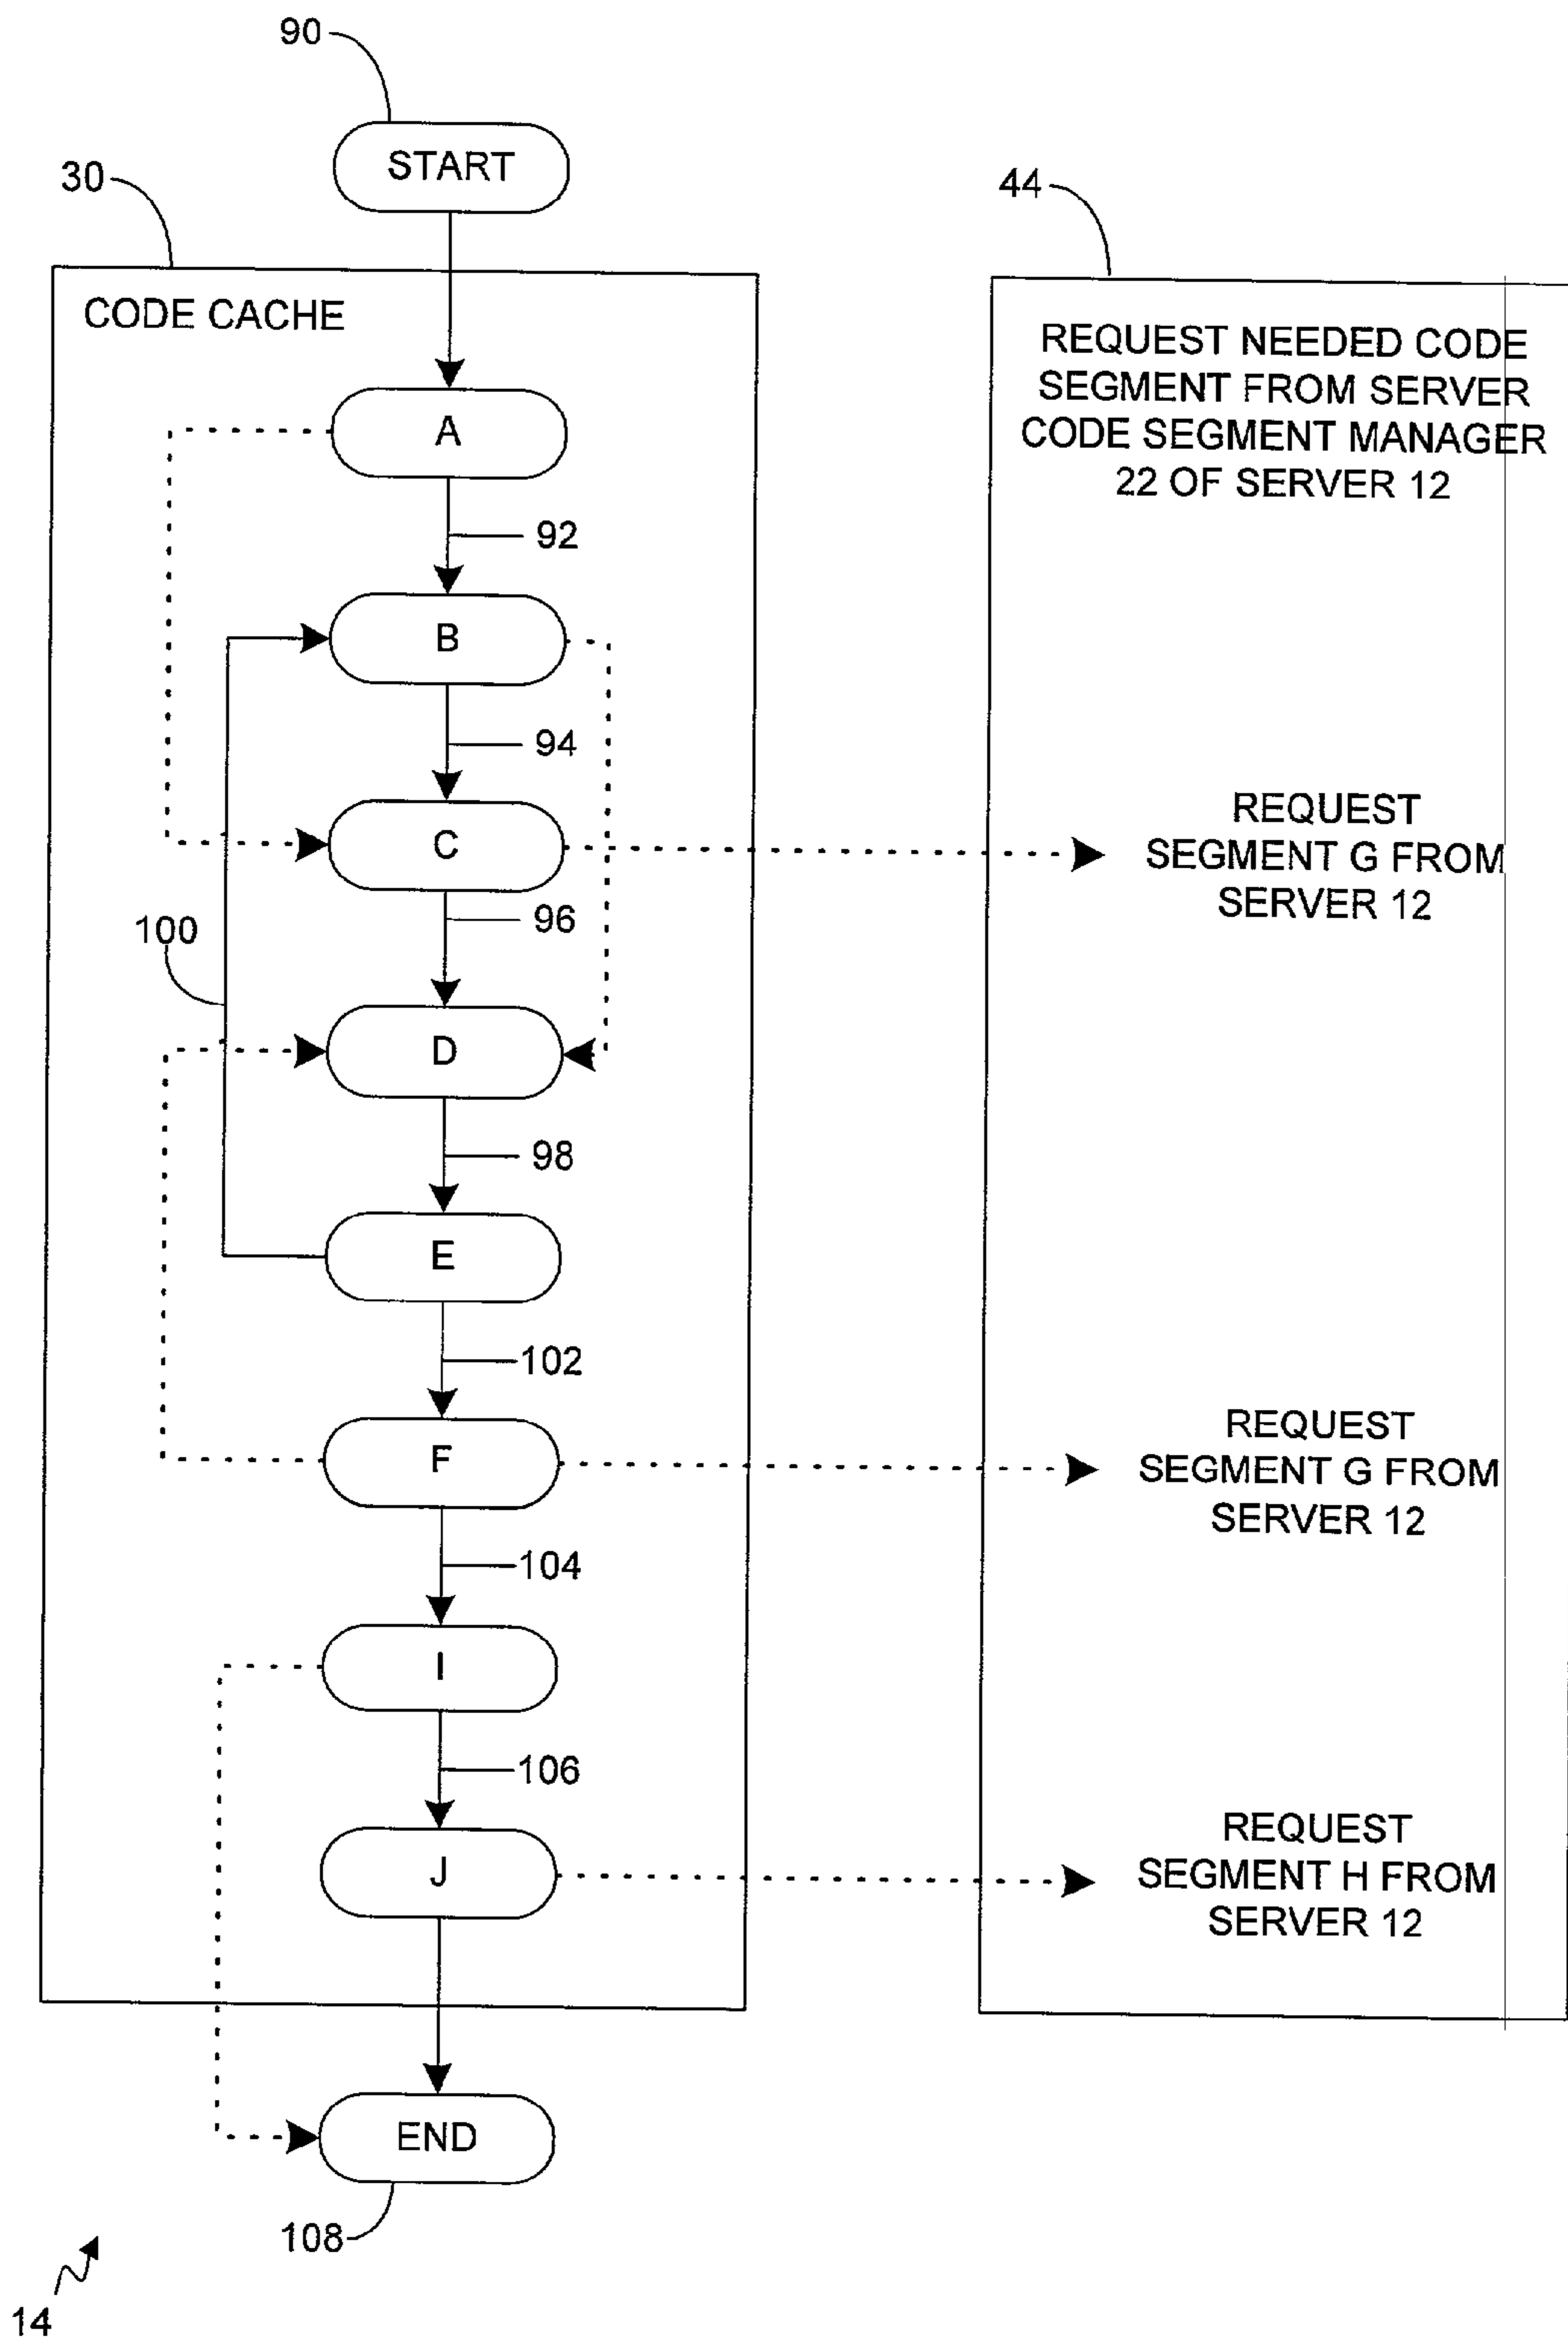 90
START
30
44
CODE CACHE
REQUEST NEEDED CODE
SEGMENT FROM SERVER
CODE SEGMENT MANAGER
22 OF SERVER 12
A
92
B
94
REQUEST
SEGMENT G FROM
SERVER 12
C
96
100
D
98
E
102
REQUEST
SEGMENT G FROM
SERVER 12
F
104
I
106
REQUEST
SEGMENT H FROM
SERVER 12
J
END
108
14